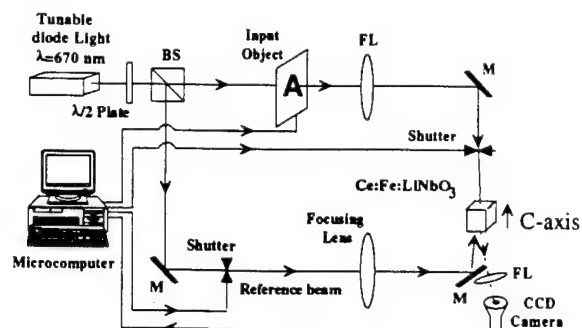 Tunable
diode Light
λ=670 nm
λ/2 Plate
BS
Input
Object
A
FL
M
Shutter
Ce:Fe:LiNbO3
C-axis
Microcomputer
Shutter
Focusing
Lens
M
Reference beam
M
FL
CCD
Camera